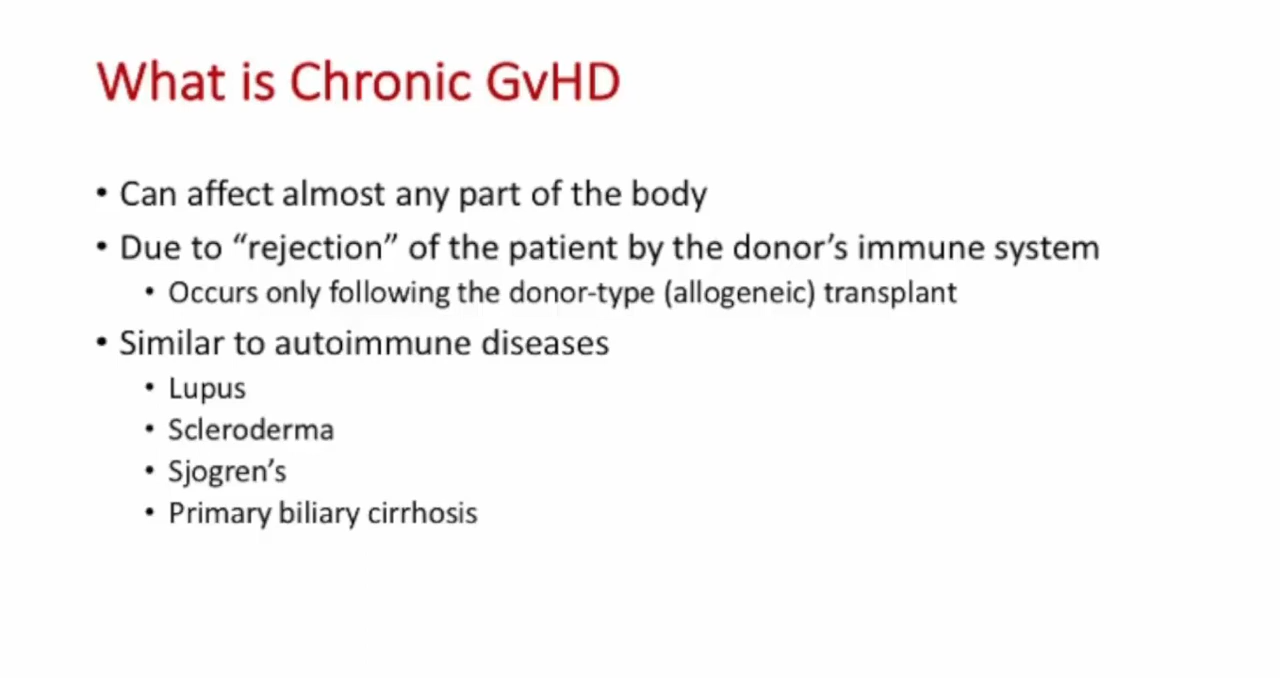 What is Chronic GvHD
• Can affect almost any part of the body
• Due to “rejection” of the patient by the donor’s immune system
• Occurs only following the donor-type (allogeneic) transplant
• Similar to autoimmune diseases
• Lupus
• Scleroderma
• Sjogren’s
• Primary biliary cirrhosis